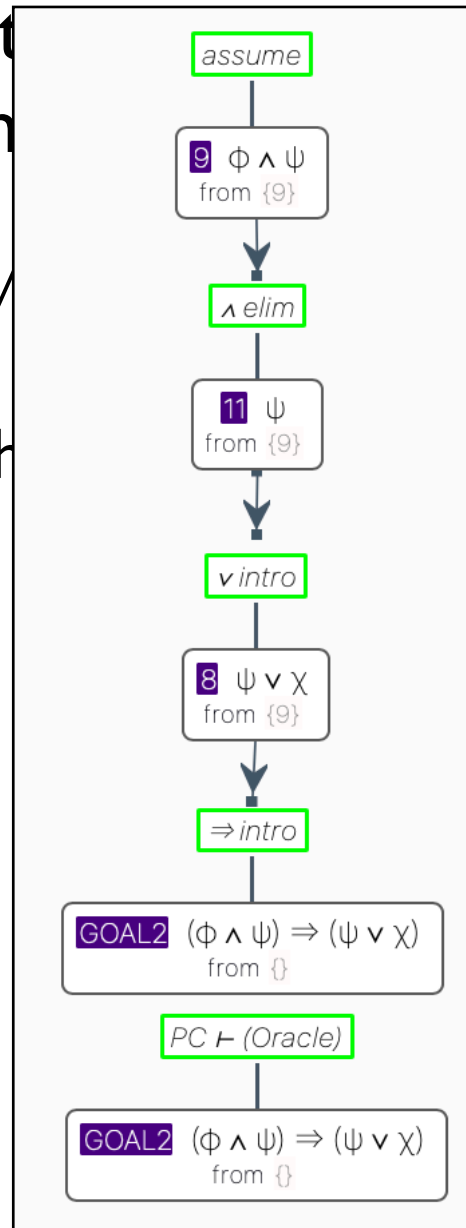 assume
9 Φ ∧ ψ
from {9}
∧ elim
11 ψ
from {9}
∨ intro
8 ψ ∨ χ
from {9}
⇒ intro
GOAL2 (Φ ∧ ψ) ⇒ (ψ ∨ χ)
from {}
PC ⊢ (Oracle)
GOAL2 (Φ ∧ ψ) ⇒ (ψ ∨ χ)
from {}